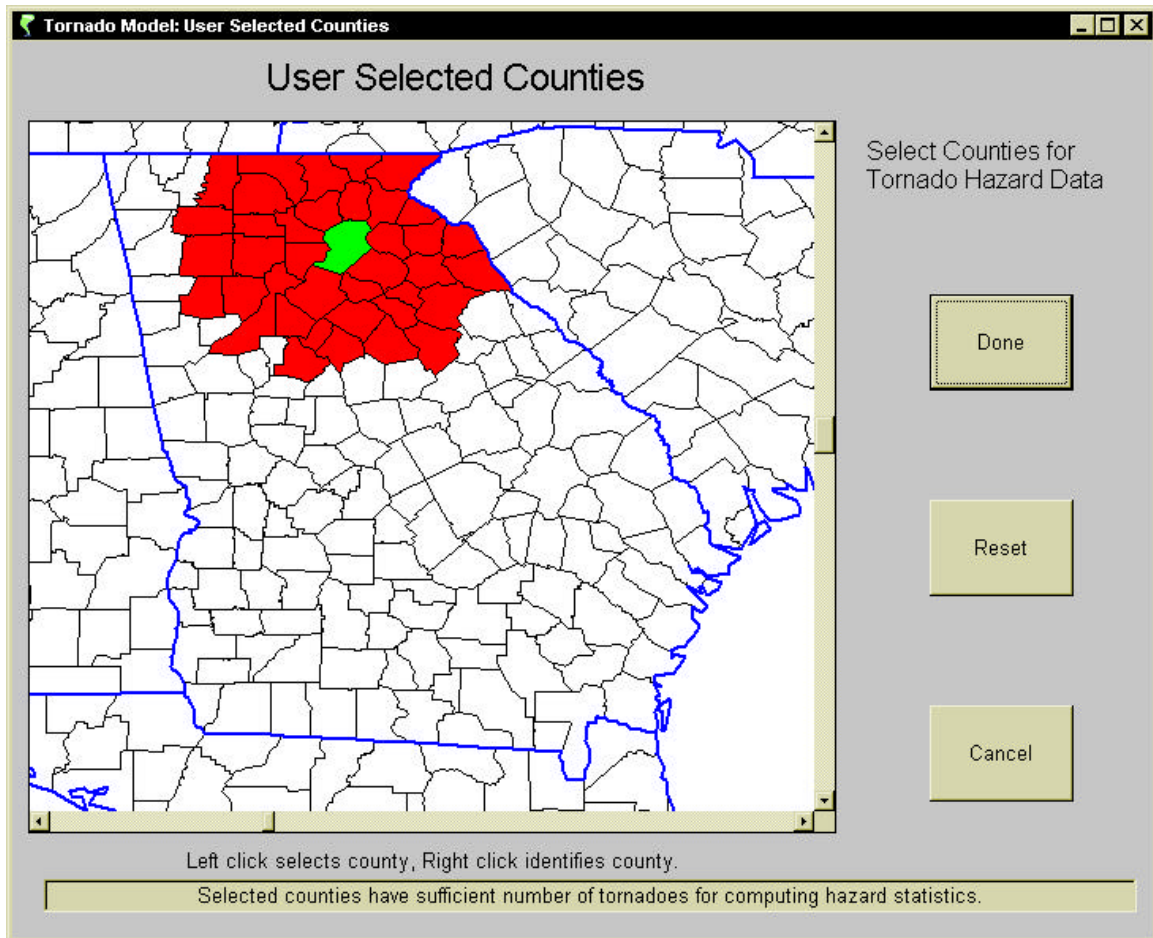 Tornado Model: User Selected Counties
User Selected Counties
Select Counties for
Tornado Hazard Data
Done
Reset
Cancel
Left click selects county, Right click identifies county.
Selected counties have sufficient number of tornadoes for computing hazard statistics.